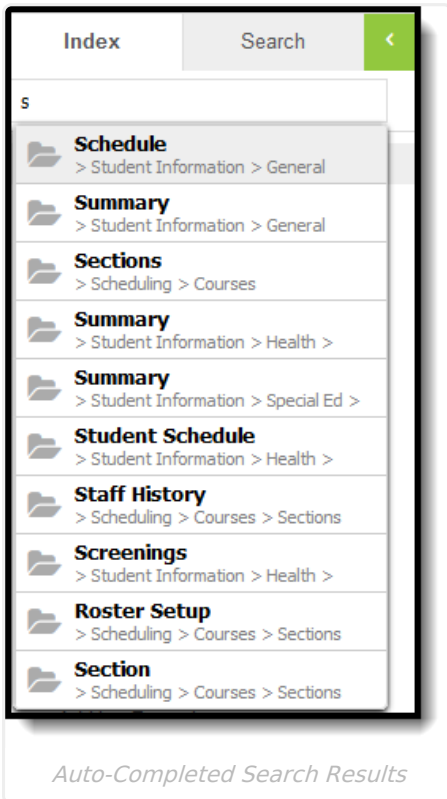 Index Search <
s
Schedule
> Student Information > General
Summary
> Student Information > General
Sections
> Scheduling > Courses
Summary
> Student Information > Health >
Summary
> Student Information > Special Ed >
Student Schedule
> Student Information > Health >
Staff History
> Scheduling > Courses > Sections
Screenings
> Student Information > Health >
Roster Setup
> Scheduling > Courses > Sections
Section
> Scheduling > Courses > Sections
Auto-Completed Search Results